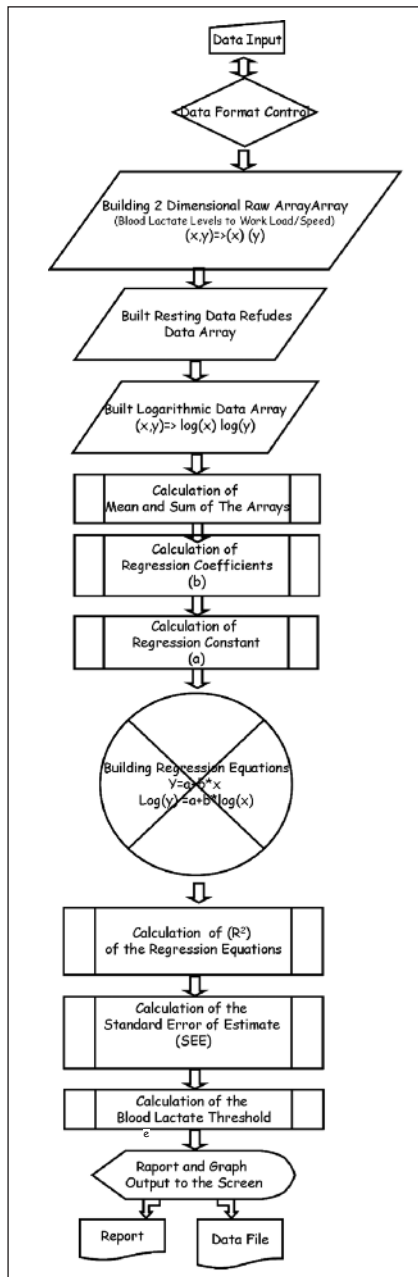 Data Input
Data Format Control
Building 2 Dimensional Raw ArrayArray
(Blood Lactate Levels to Work Load/Speed)
(x,y)=>(x) (y)
Built Resting Data Refudes
Data Array
Built Logarithmic Data Array
(x,y)=> log(x) log(y)
Calculation of
Mean and Sum of The Arrays
Calculation of
Regression Coefficients
(b)
Calculation of
Regression Constant
(a)
Building Regression Equations
Y=a+b*x
Log(y) =a+b*log(x)
Calculation of (R²)
of the Regression Equations
Calculation of the
Standard Error of Estimate
(SEE)
Calculation of the
Blood Lactate Threshold
e
Raport and Graph
Output to the Screen
Report
Data File